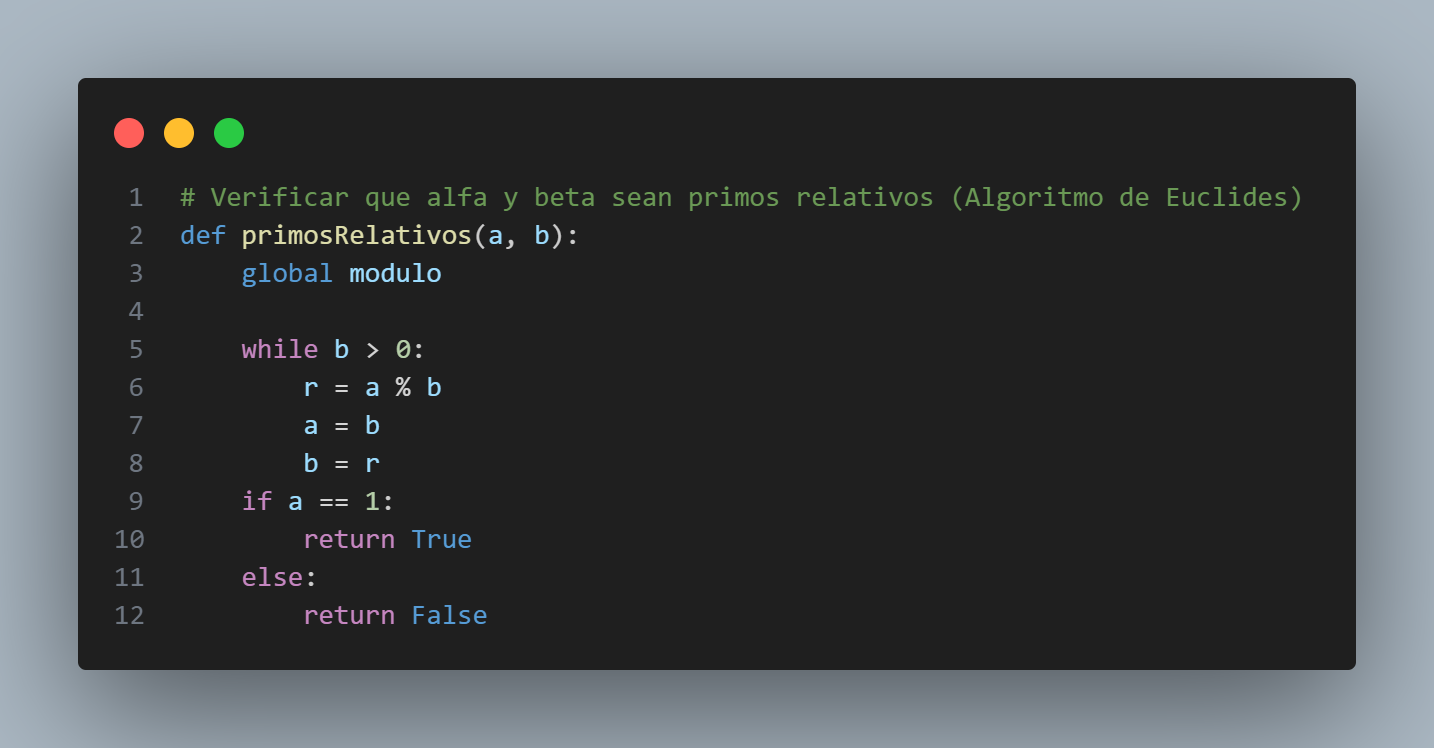 1 # Verificar que alfa y beta sean primos relativos (Algoritmo de Euclides)
2 def primosRelativos(a, b):
3     global modulo
4
5     while b > 0:
6         r = a % b
7         a = b
8         b = r
9     if a == 1:
10         return True
11     else:
12         return False